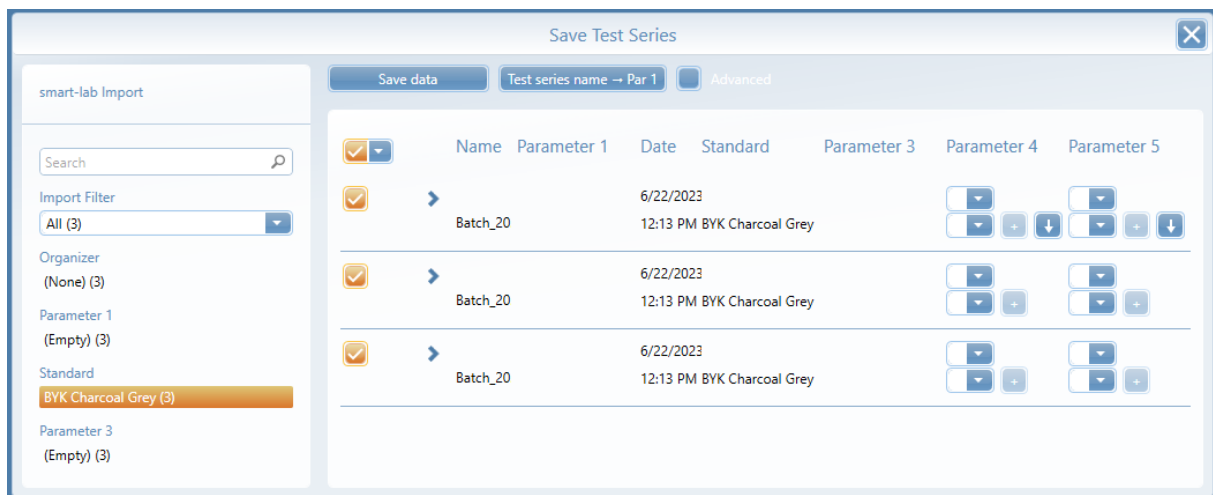 Save Test Series
smart-lab Import
Search
Import Filter
All (3)
Organizer
(None) (3)
Parameter 1
(Empty) (3)
Standard
BYK Charcoal Grey (3)
Parameter 3
(Empty) (3)
Save data
Test series name → Par 1
Advanced
Name Parameter 1 Date Standard Parameter 3 Parameter 4 Parameter 5
6/22/2023
Batch_20 12:13 PM BYK Charcoal Grey
6/22/2023
Batch_20 12:13 PM BYK Charcoal Grey
6/22/2023
Batch_20 12:13 PM BYK Charcoal Grey